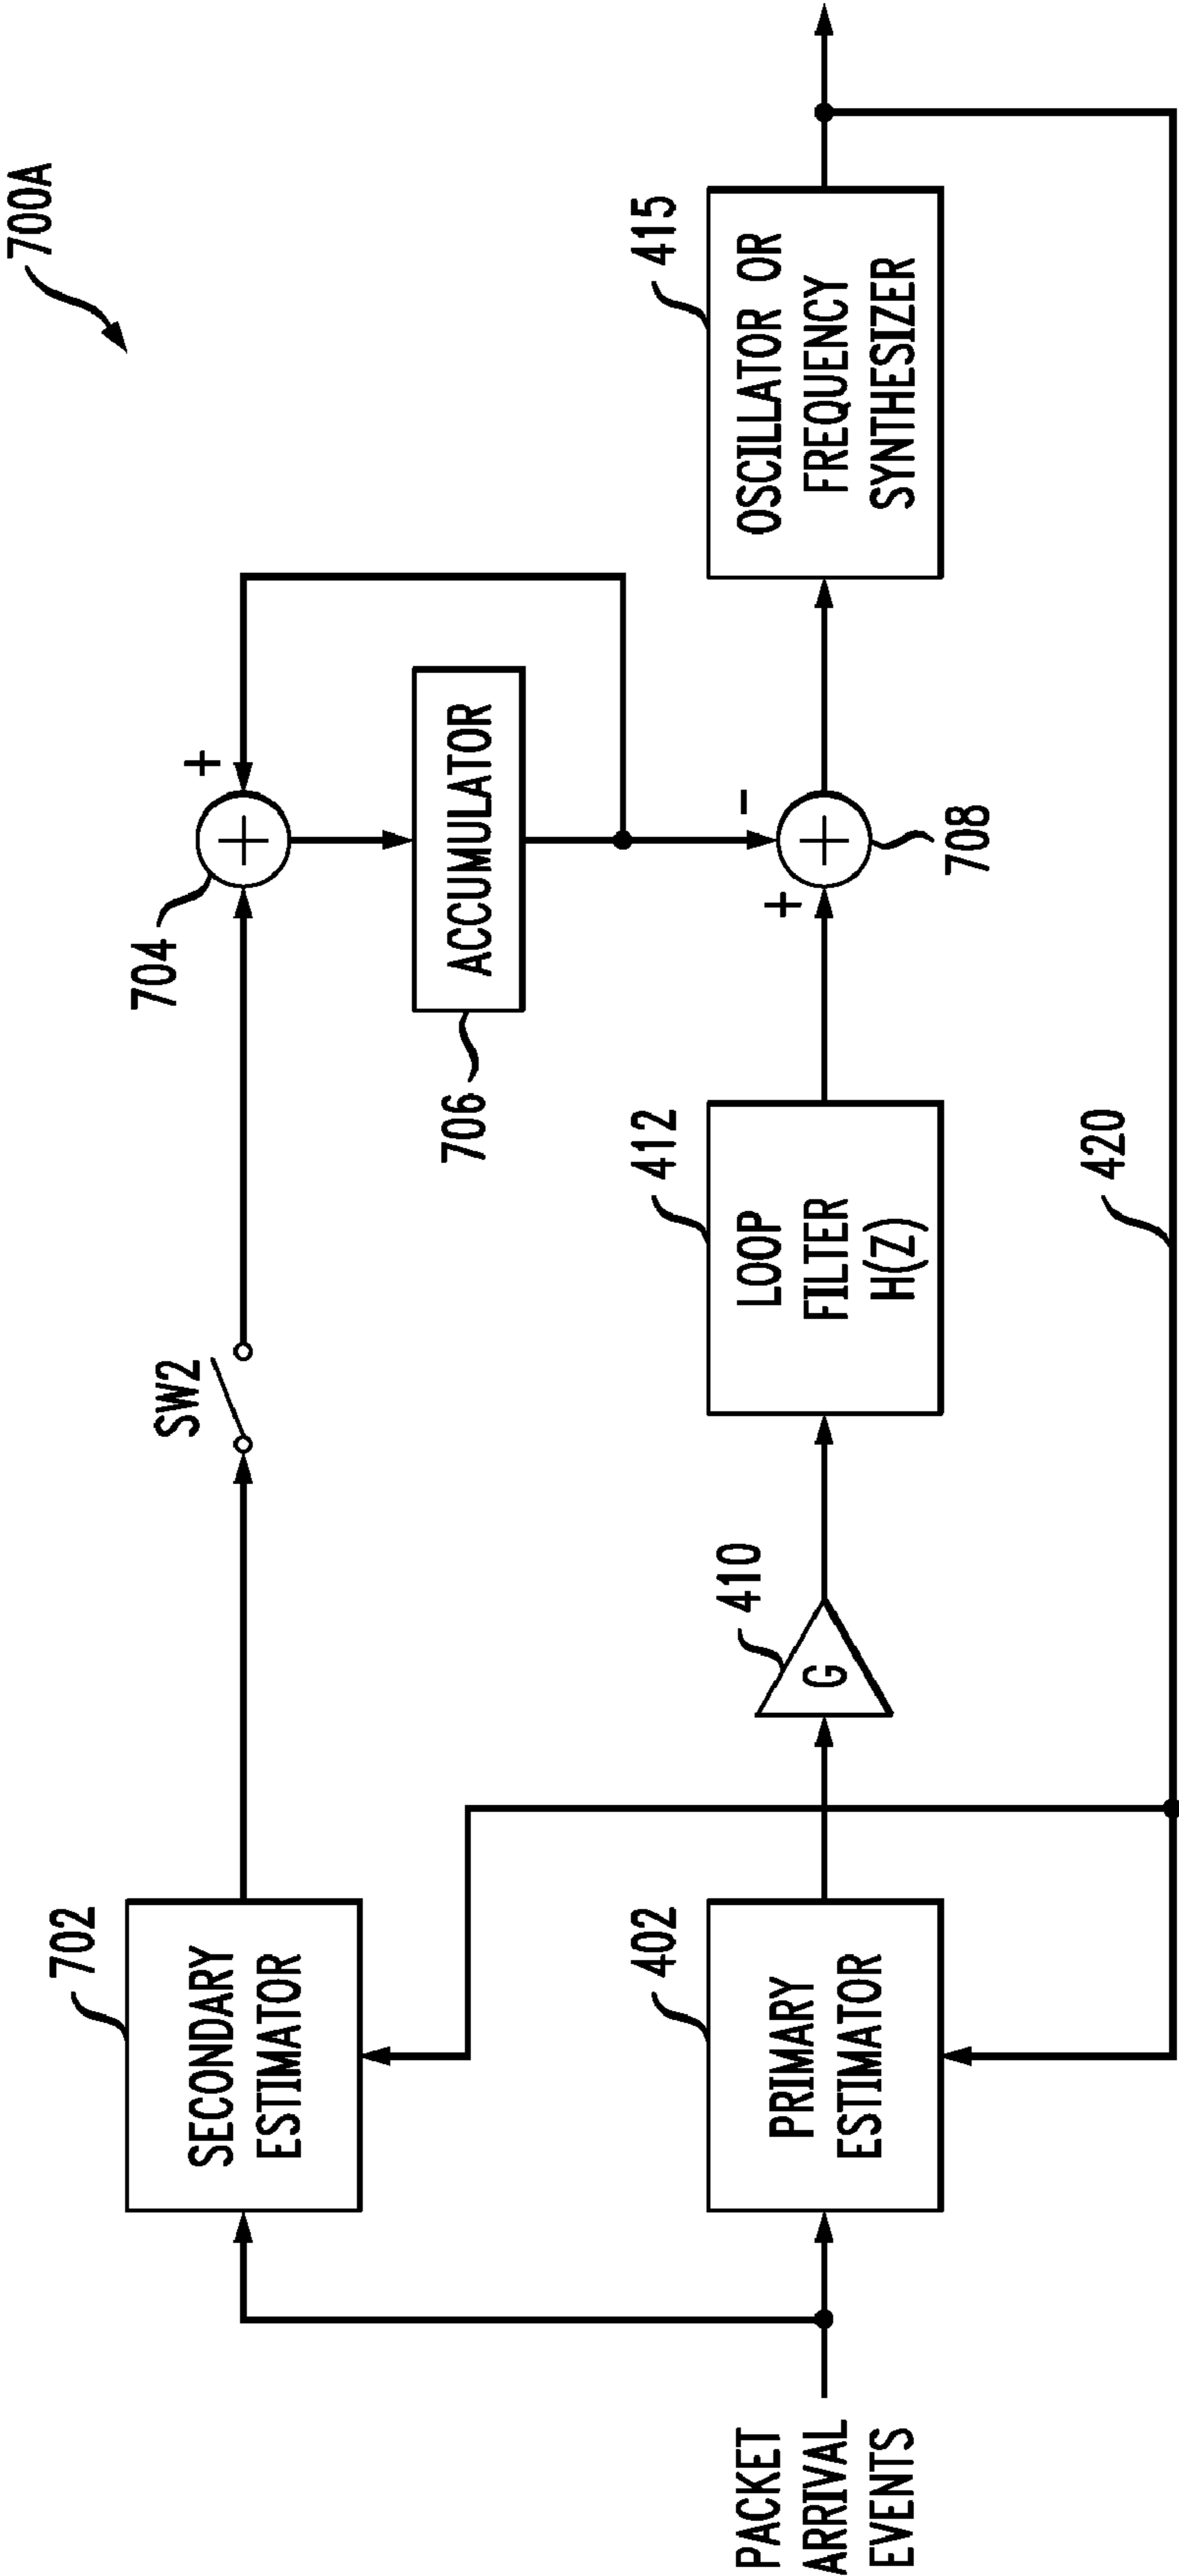 700A
702
SECONDARY
ESTIMATOR
SW2
704
+
+
ACCUMULATOR
706
402
PRIMARY
ESTIMATOR
410
G
412
LOOP
FILTER
H(Z)
+
-
+
708
415
OSCILLATOR OR
FREQUENCY
SYNTHESIZER
PACKET
ARRIVAL
EVENTS
420